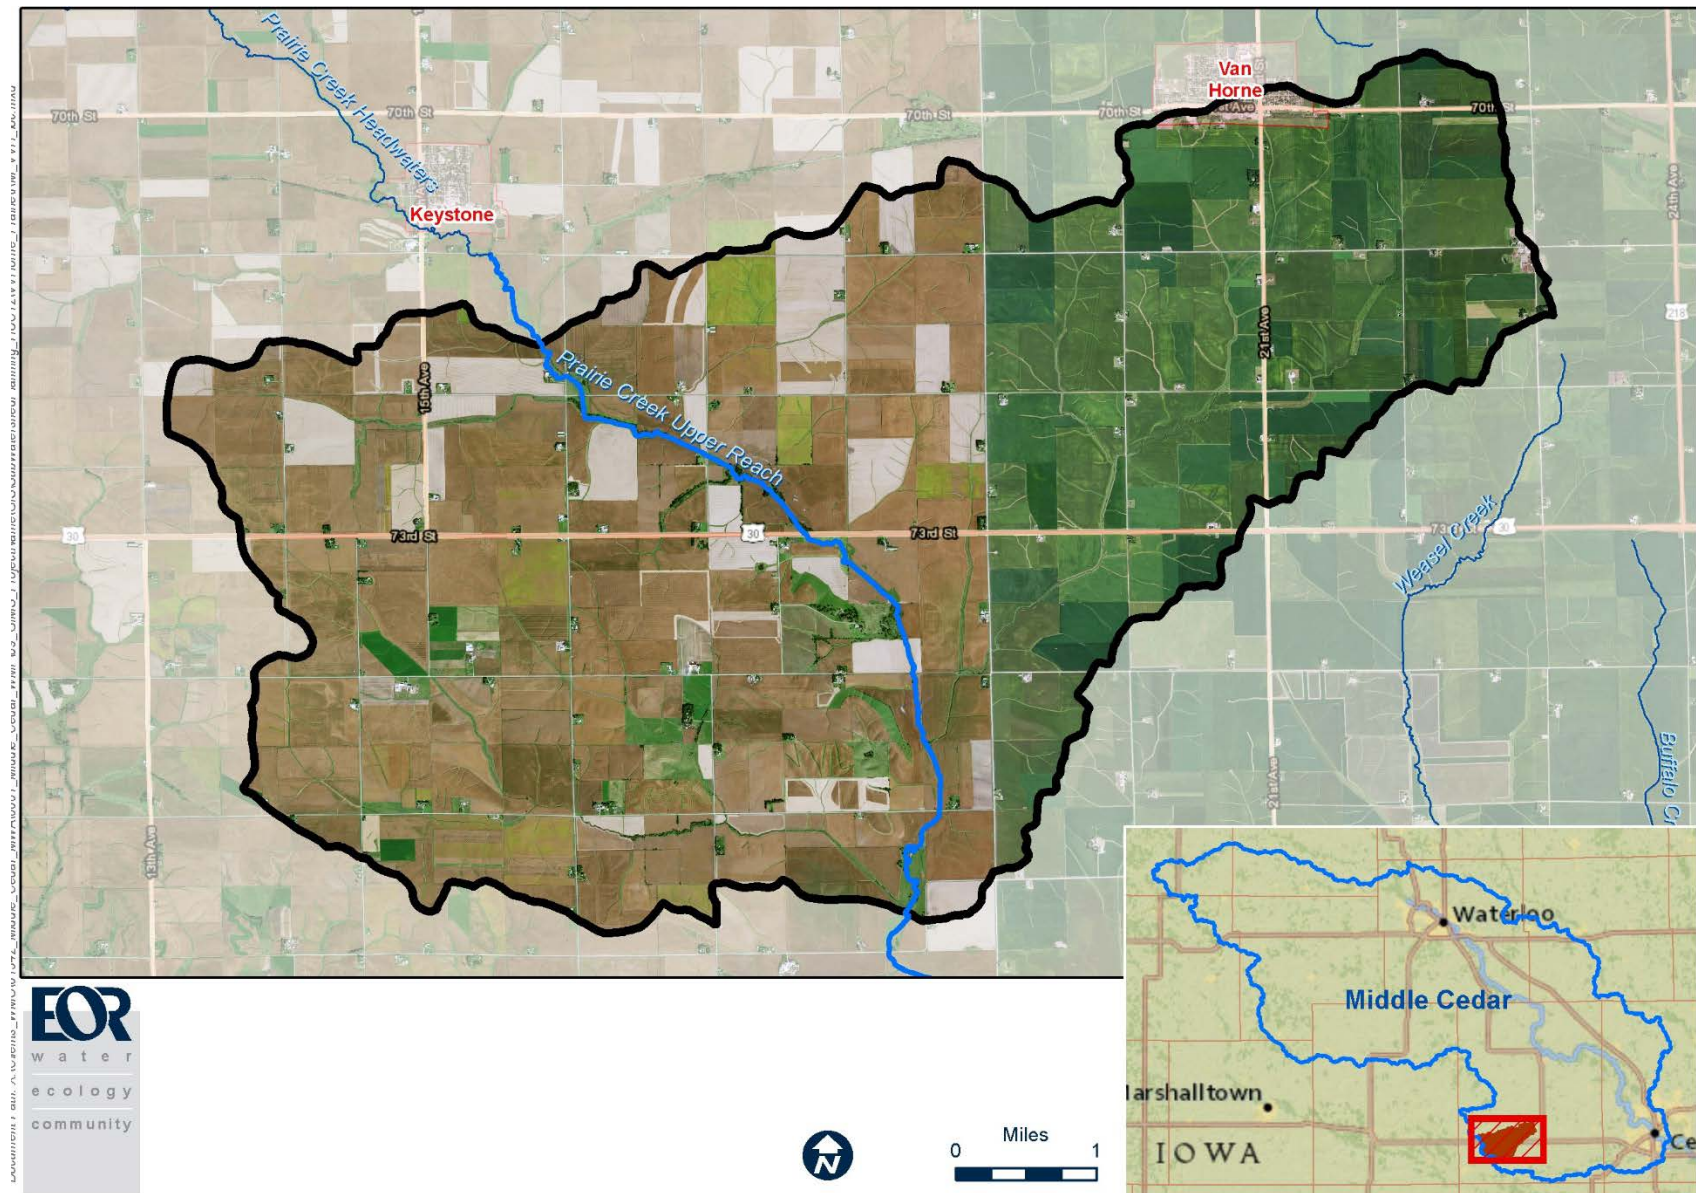 Prairie Creek Headwaters
Van
Horne
70th St
70th St
70th St
70th St
st Ave
70th St
24th Ave
Keystone
218
21st Ave
Prairie Creek Upper Reach
15th Ave
30
73rd St
30
73rd St
30
Weasel Creek
Buffalo Cr
13th Ave
21st Ave
Waterloo
Middle Cedar
arshalltown
IOWA
Ce
EOR
water
ecology
community
N
Miles
0 1